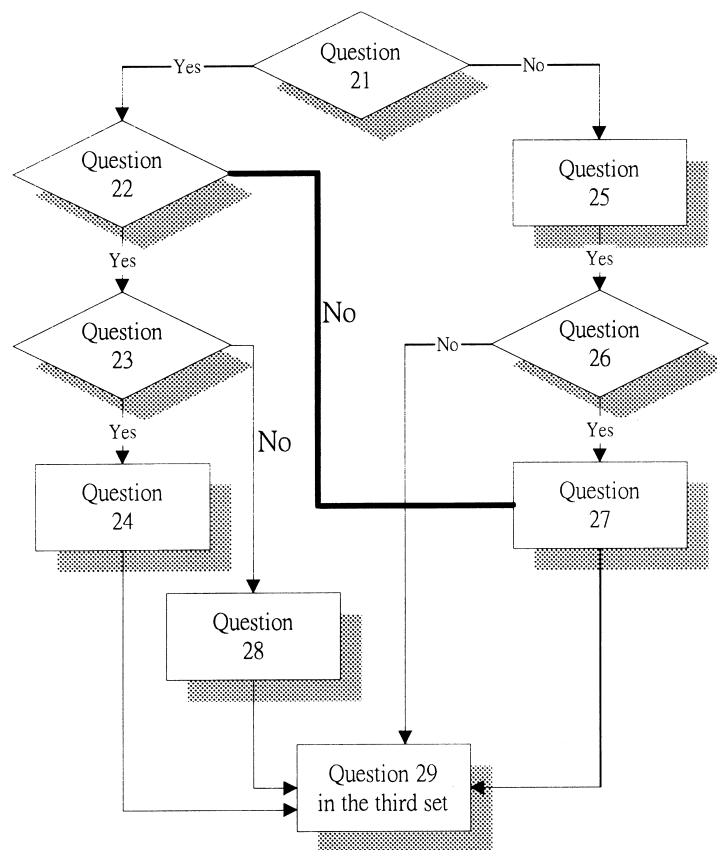 Question
21
Yes
No
Question
22
Question
25
Yes
Yes
Question
23
No
No
Question
26
Yes
No
Yes
Question
24
Question
27
Question
28
Question 29
in the third set